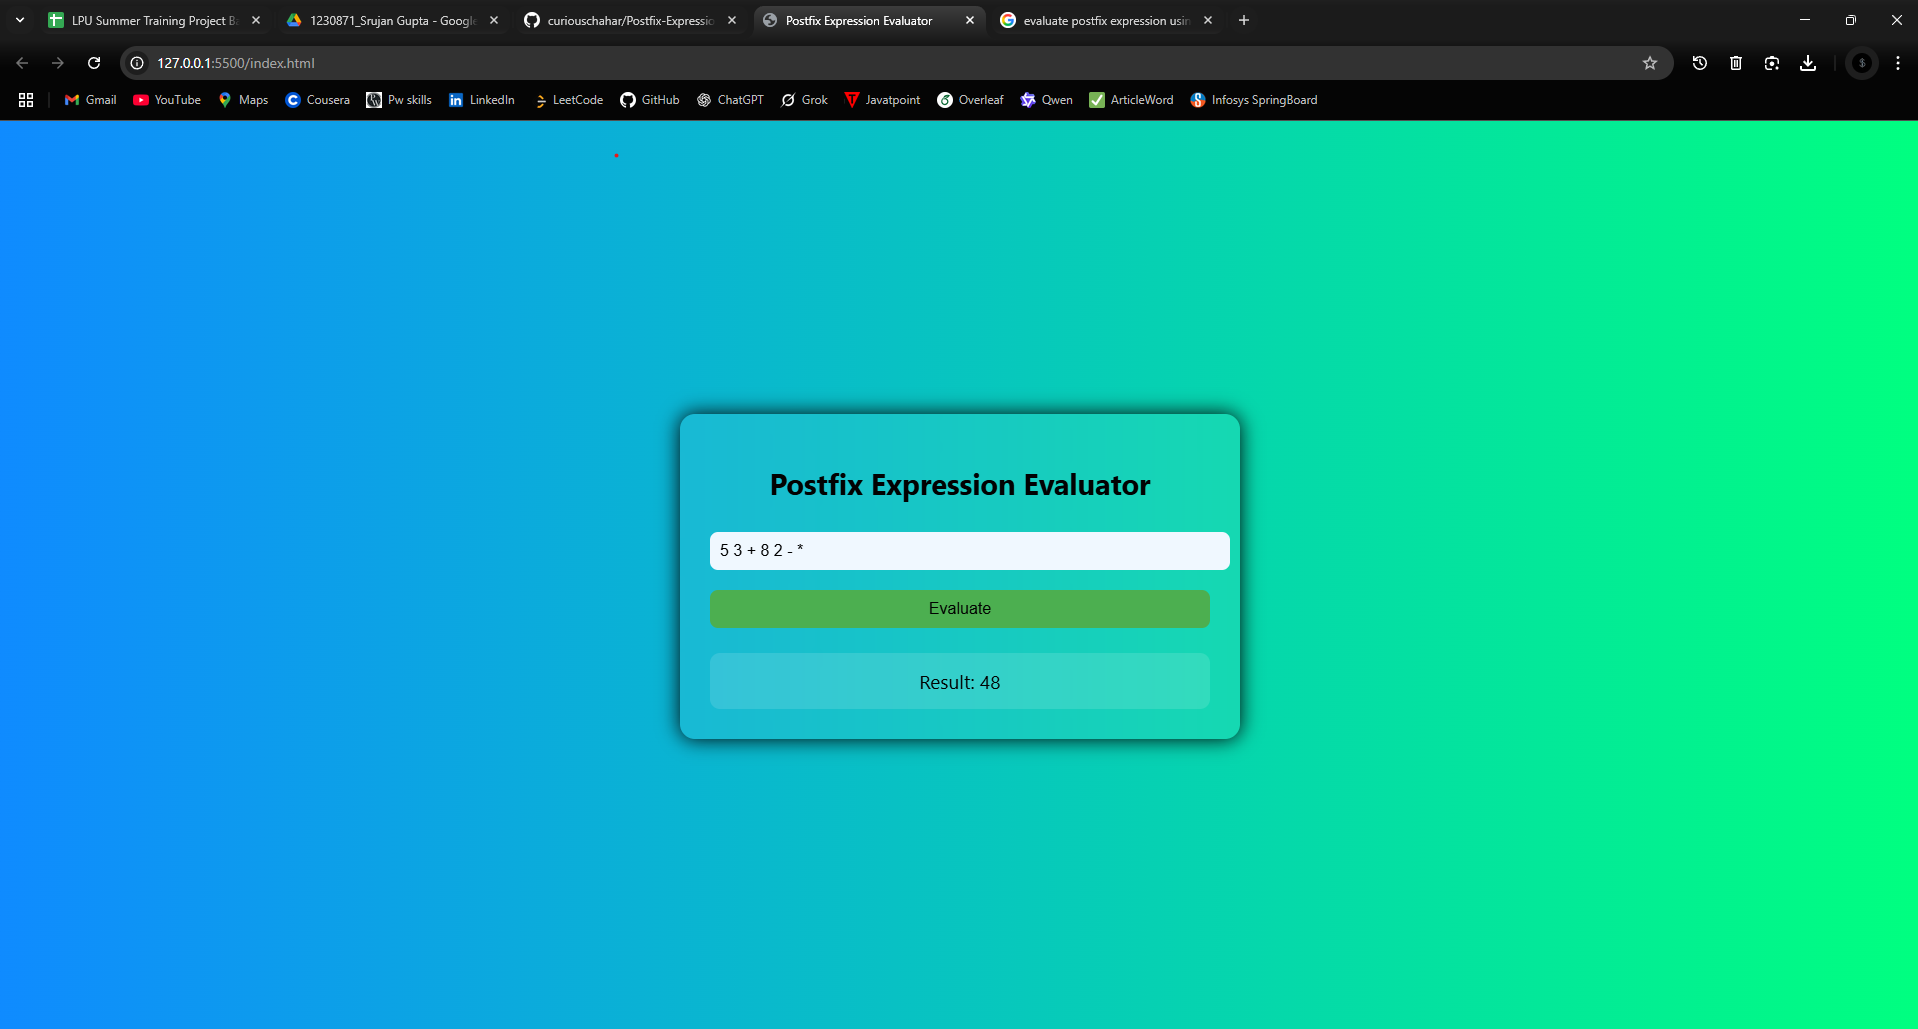 LPU Summer Training Project Ba
1230871_Srujan Gupta - Google
curiouschahar/Postfix-Expressio
Postfix Expression Evaluator
evaluate postfix expression usin
127.0.0.1:5500/index.html
Gmail YouTube Maps Cousera Pw skills LinkedIn LeetCode GitHub ChatGPT Grok Javatpoint Overleaf Qwen ArticleWord Infosys SpringBoard
Postfix Expression Evaluator
5 3 + 8 2 - *
Evaluate
Result: 48